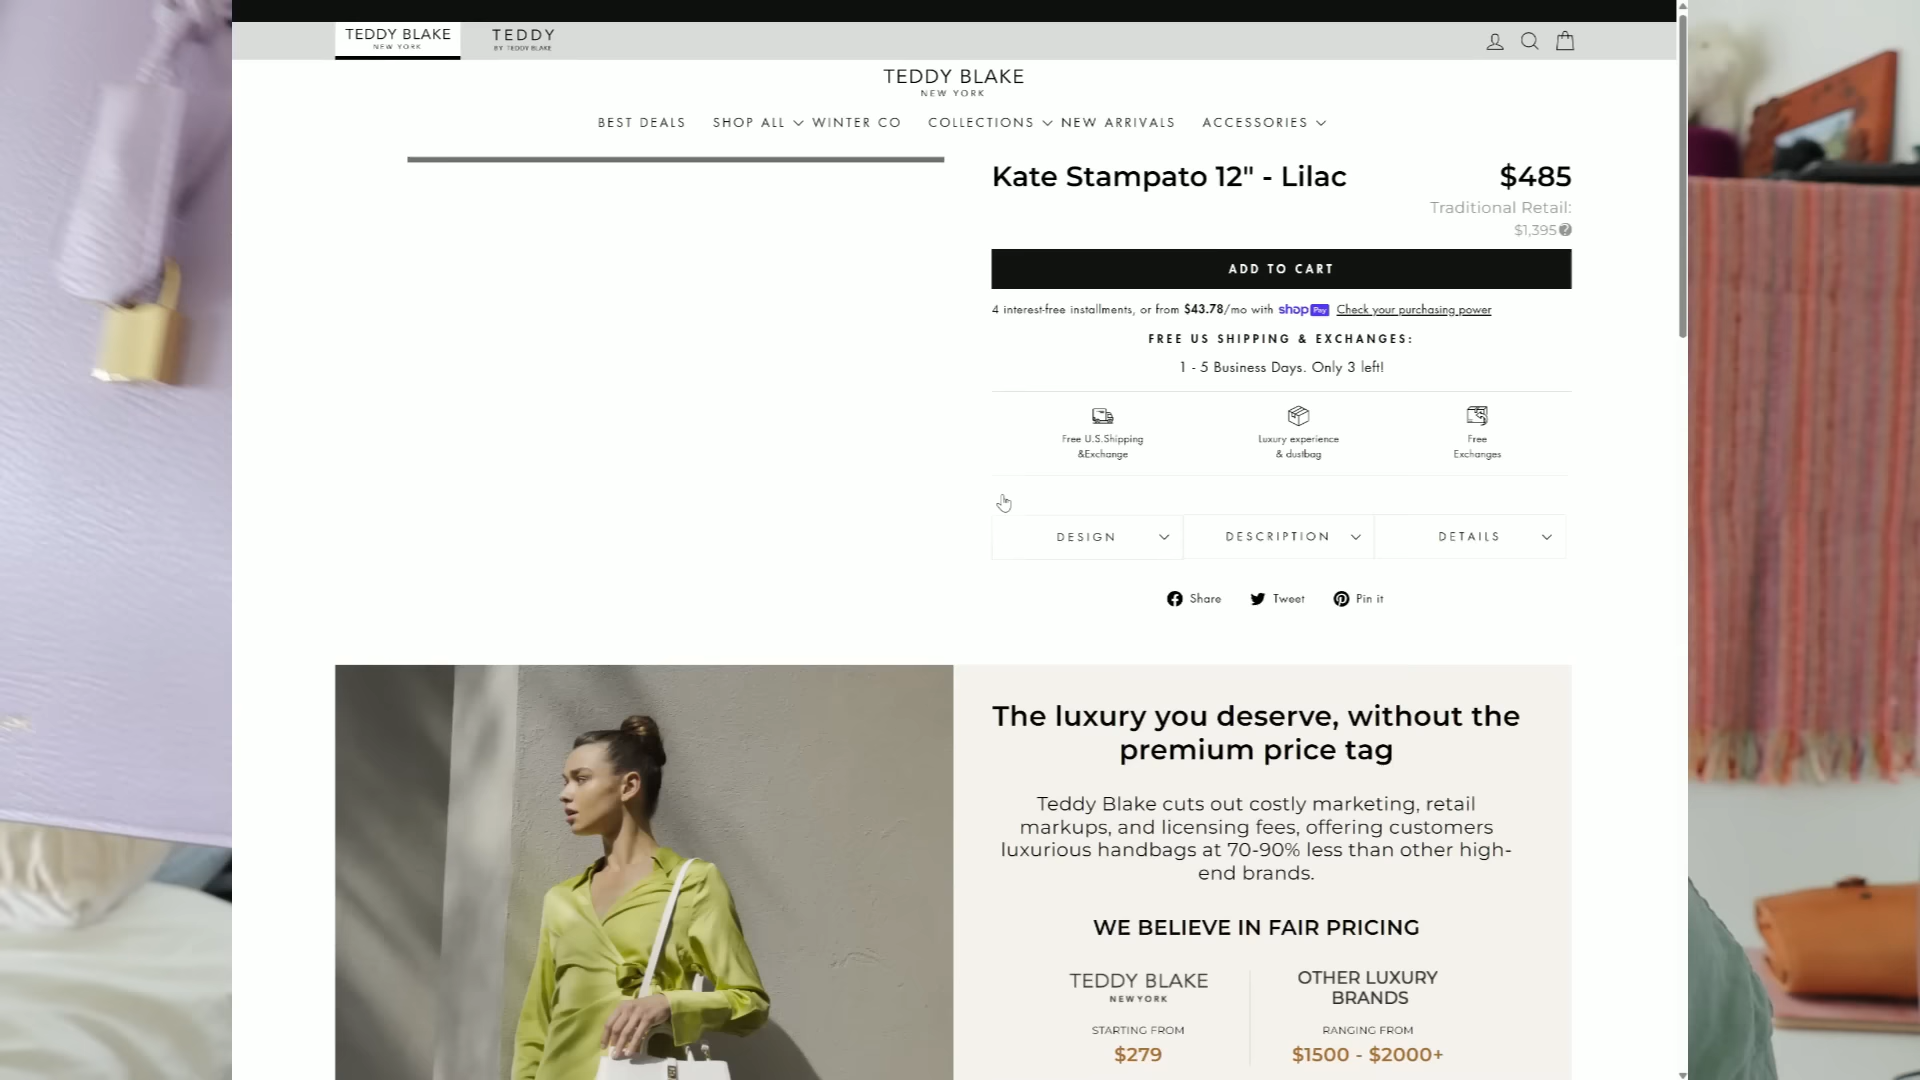 TEDDY BLAKE
NEW YORK
TEDDY
BY TEDDY BLAKE
TEDDY BLAKE
NEW YORK
BEST DEALS SHOP ALL WINTER CO COLLECTIONS NEW ARRIVALS ACCESSORIES
Kate Stampato 12" - Lilac
$485
Traditional Retail:
$1,395
ADD TO CART
4 interest-free installments, or from $43.78/mo with shop Pay Check your purchasing power
FREE US SHIPPING & EXCHANGES:
1 - 5 Business Days. Only 3 left!
Free U.S.Shipping
&Exchange
Luxury experience
& dustbag
Free
Exchanges
DESIGN DESCRIPTION DETAILS
Share Tweet Pin it
The luxury you deserve, without the
premium price tag
Teddy Blake cuts out costly marketing, retail
markups, and licensing fees, offering customers
luxurious handbags at 70-90% less than other high-
end brands.
WE BELIEVE IN FAIR PRICING
TEDDY BLAKE
NEW YORK
STARTING FROM
$279
OTHER LUXURY
BRANDS
RANGING FROM
$1500 - $2000+